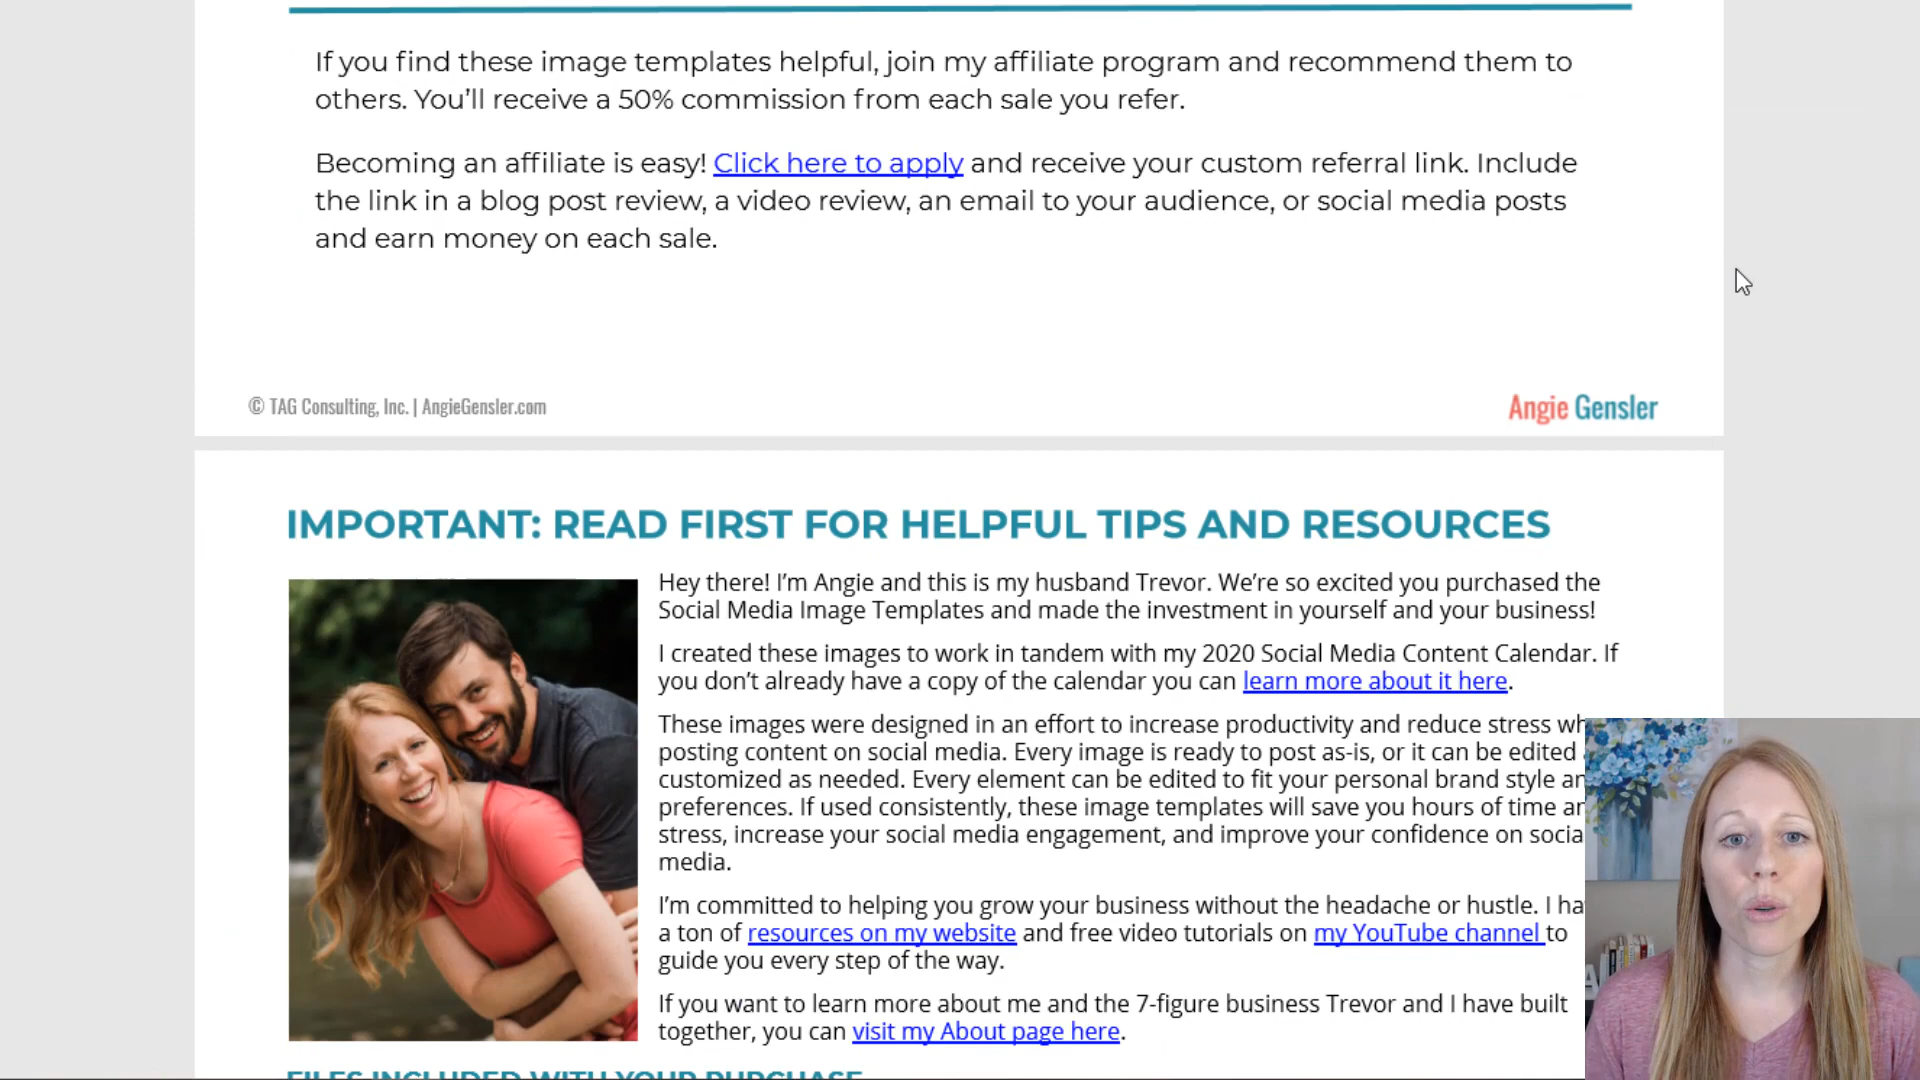 If you find these image templates helpful, join my affiliate program and recommend them to
others. You’ll receive a 50% commission from each sale you refer.
Becoming an affiliate is easy! Click here to apply and receive your custom referral link. Include
the link in a blog post review, a video review, an email to your audience, or social media posts
and earn money on each sale.
© TAG Consulting, Inc. | AngieGensler.com
Angie Gensler
IMPORTANT: READ FIRST FOR HELPFUL TIPS AND RESOURCES
Hey there! I’m Angie and this is my husband Trevor. We’re so excited you purchased the
Social Media Image Templates and made the investment in yourself and your business!
I created these images to work in tandem with my 2020 Social Media Content Calendar. If
you don’t already have a copy of the calendar you can learn more about it here.
These images were designed in an effort to increase productivity and reduce stress
posting content on social media. Every image is ready to post as-is, or it can be edited
customized as needed. Every element can be edited to fit your personal brand style
preferences. If used consistently, these image templates will save you hours of time
stress, increase your social media engagement, and improve your confidence on
media.
I’m committed to helping you grow your business without the headache or hustle. I
a ton of resources on my website and free video tutorials on my YouTube channel to
guide you every step of the way.
If you want to learn more about me and the 7-figure business Trevor and I have built
together, you can visit my About page here.
FILES INCLUDED WITH YOUR PURCHASE